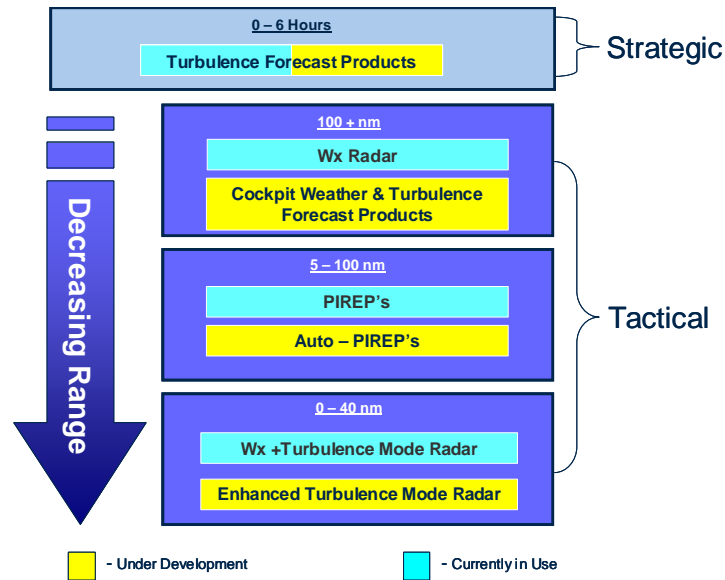 0 – 6 Hours
Turbulence Forecast Products
Strategic
100 + nm
Wx Radar
Cockpit Weather & Turbulence
Forecast Products
Decreasing Range
5 – 100 nm
PIREP's
Auto – PIREP's
Tactical
0 – 40 nm
Wx +Turbulence Mode Radar
Enhanced Turbulence Mode Radar
- Under Development
- Currently in Use